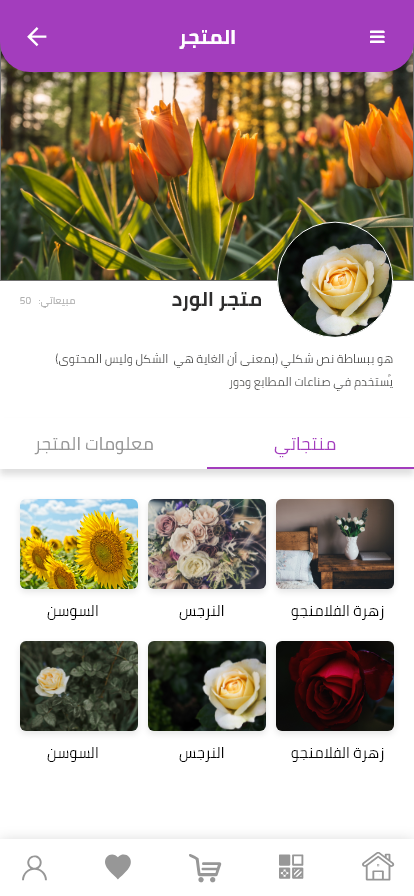 المتجر
متجر الورد
مبيعاتي: 50
هو ببساطة نص شكلي (بمعنى أن الغاية هي الشكل وليس المحتوى)
يُستخدم في صناعات المطابع ودور
منتجاتي
معلومات المتجر
زهرة الفلامنجو
النرجس
السوسن
زهرة الفلامنجو
النرجس
السوسن